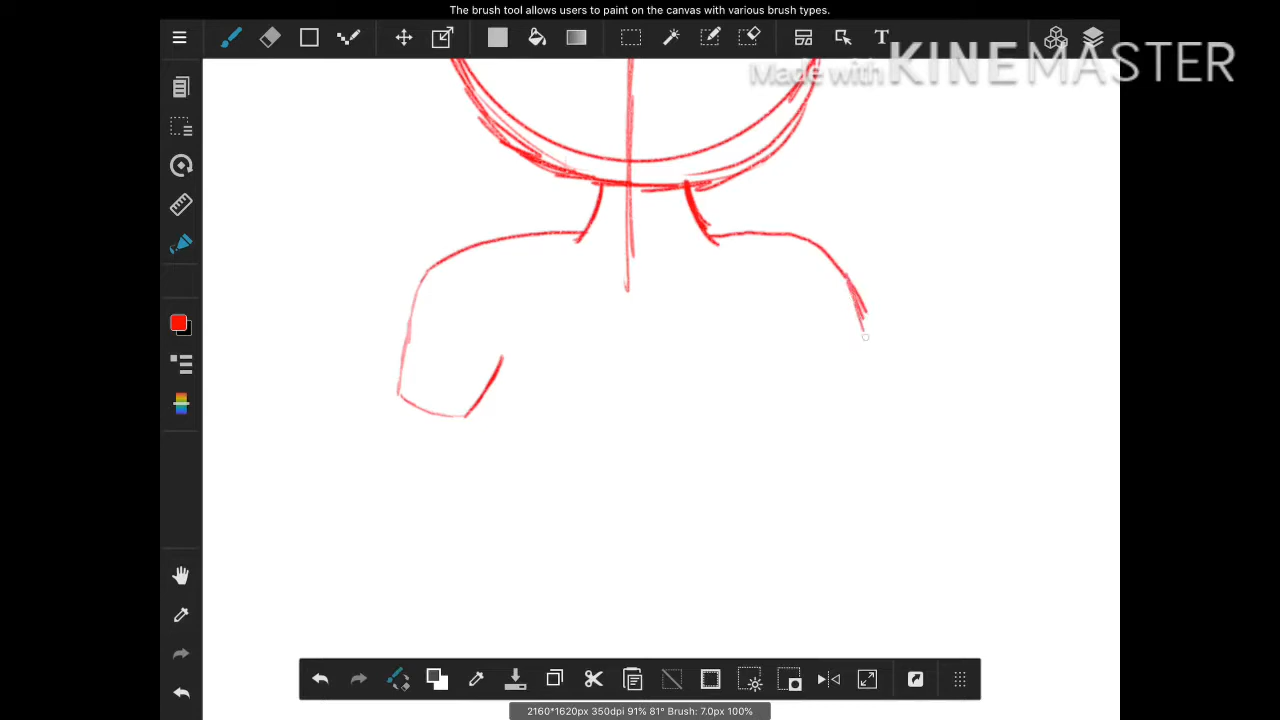 The brush tool allows users to paint on the canvas with various brush types.
T
Made with KINEMASTER
2160*1620px 350dpi 91% 81° Brush: 7.0px 100%